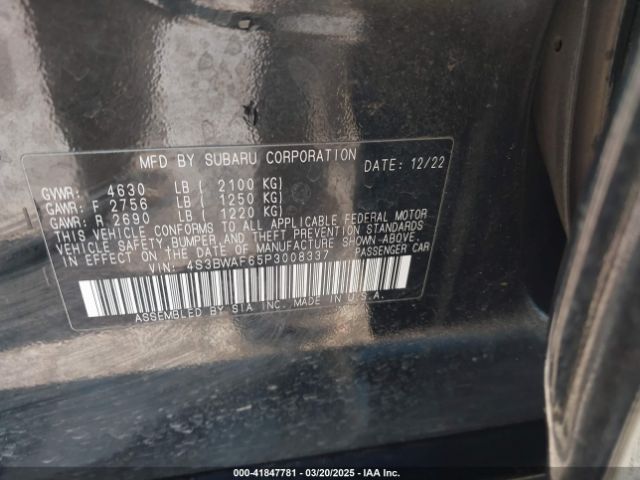 MFD BY SUBARU CORPORATION DATE: 12/22
GVWR: 4630 LB ( 2100 KG)
GAWR: F 2756 LB ( 1250 KG)
GAWR: R 2690 LB ( 1220 KG)
THIS VEHICLE CONFORMS TO ALL APPLICABLE FEDERAL MOTOR
VEHICLE SAFETY, BUMPER, AND THEFT PREVENTION STANDARDS
IN EFFECT ON THE DATE OF MANUFACTURE SHOWN ABOVE.
VIN: 4S3BWAF65P3008337 PASSENGER CAR
ASSEMBLED BY SIA INC. MADE IN U.S.A.
000-41847781 — 03/20/2025 — IAA Inc.